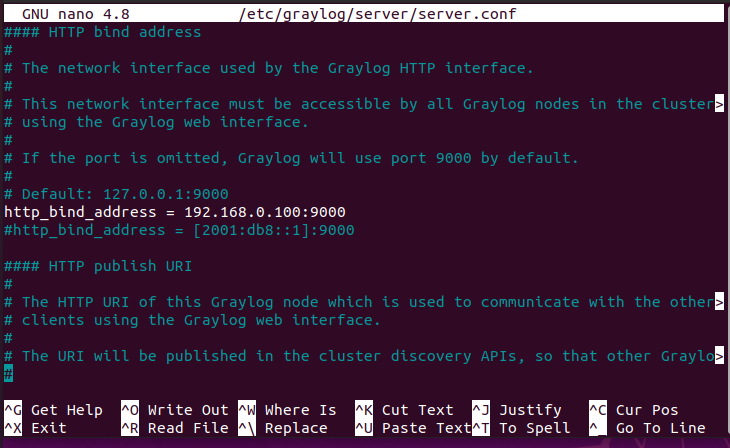 GNU nano 4.8 /etc/graylog/server/server.conf
#### HTTP bind address
#
# The network interface used by the Graylog HTTP interface.
#
# This network interface must be accessible by all Graylog nodes in the cluster>
# using the Graylog web interface.
#
# If the port is omitted, Graylog will use port 9000 by default.
#
# Default: 127.0.0.1:9000
http_bind_address = 192.168.0.100:9000
#http_bind_address = [2001:db8::1]:9000
#### HTTP publish URI
#
# The HTTP URI of this Graylog node which is used to communicate with the other>
# clients using the Graylog web interface.
#
# The URI will be published in the cluster discovery APIs, so that other Graylo>
#
^G Get Help ^O Write Out ^W Where Is ^K Cut Text ^J Justify ^C Cur Pos
^X Exit ^R Read File ^\ Replace ^U Paste Text ^T To Spell ^_ Go To Line